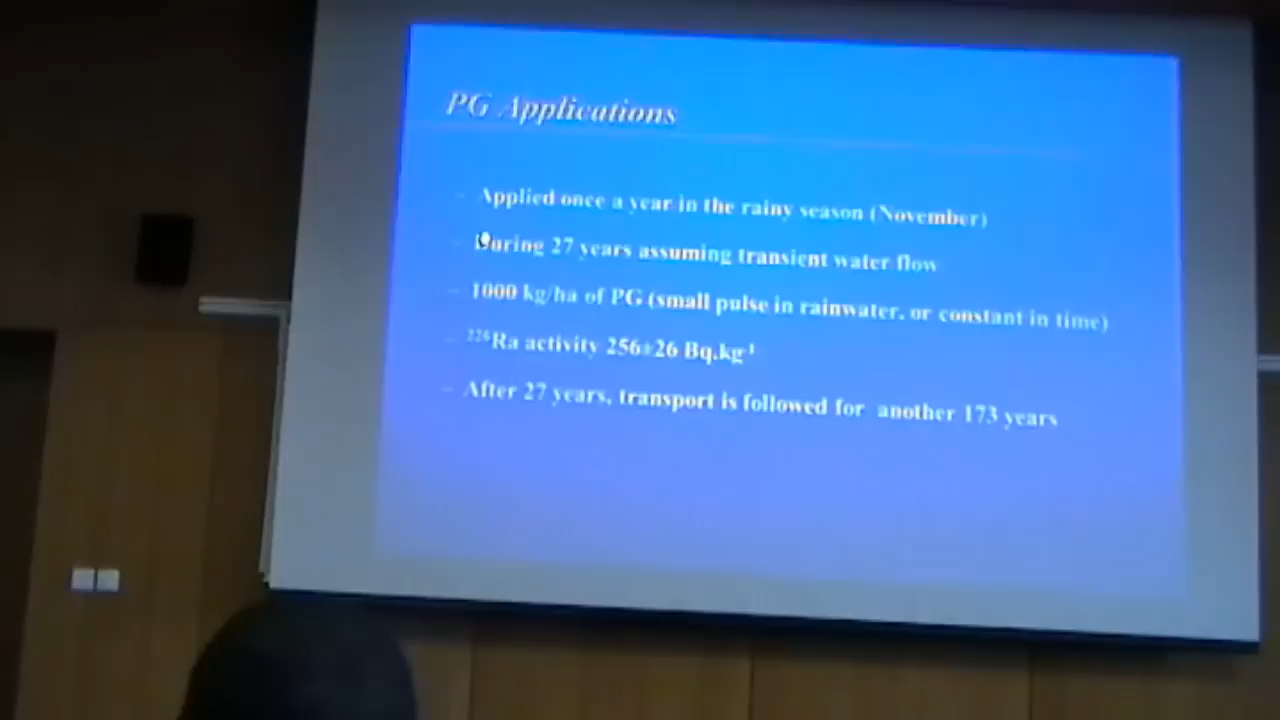 PG Applications
– Applied once a year in the rainy season (November)
– During 27 years assuming transient water flow
– 1000 kg/ha of PG (small pulse in rainwater, or constant in time)
– ²²⁶Ra activity 256±26 Bq.kg⁻¹
– After 27 years, transport is followed for another 173 years